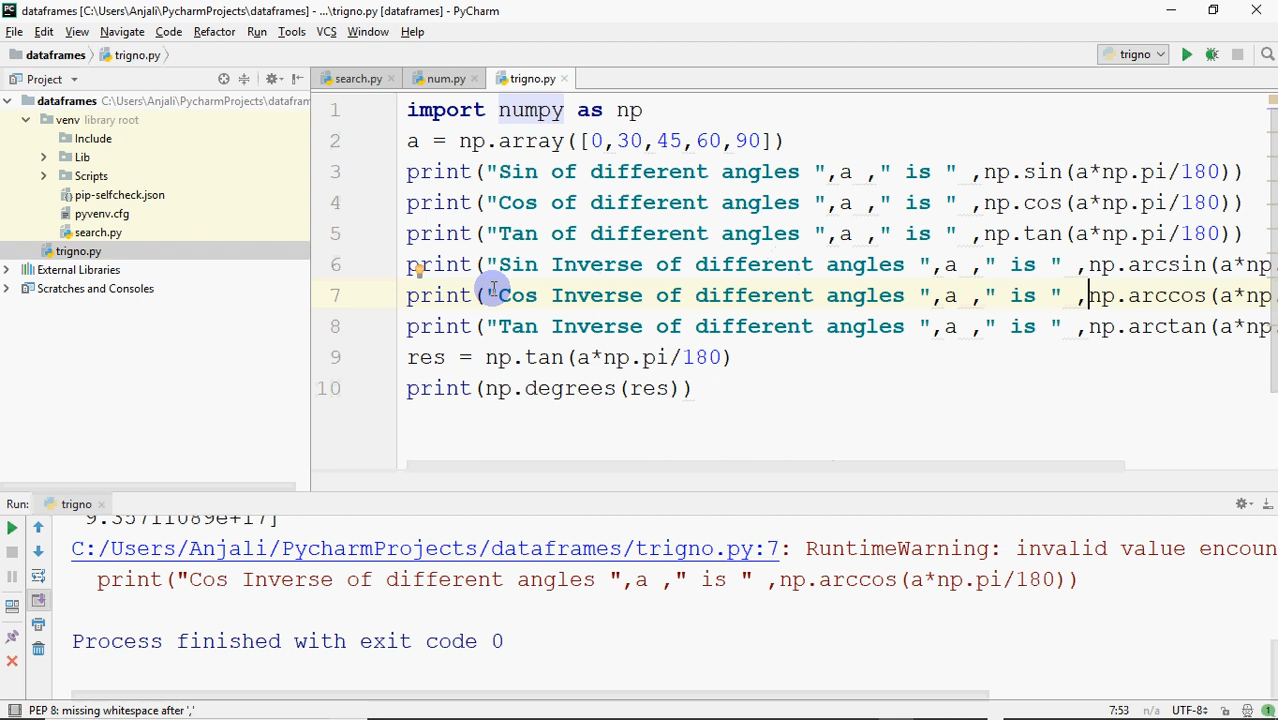 dataframes [C:\Users\Anjali\PycharmProjects\dataframes] - ...\trigno.py [dataframes] - PyCharm
File Edit View Navigate Code Refactor Run Tools VCS Window Help
dataframes trigno.py trigno
Project search.py num.py trigno.py
dataframes C:\Users\Anjali\PycharmProjects\datafram
venv library root
Include
Lib
Scripts
pip-selfcheck.json
pyvenv.cfg
search.py
trigno.py
External Libraries
Scratches and Consoles
1 import numpy as np
2 a = np.array([0,30,45,60,90])
3 print("Sin of different angles ",a ," is " ,np.sin(a*np.pi/180))
4 print("Cos of different angles ",a ," is " ,np.cos(a*np.pi/180))
5 print("Tan of different angles ",a ," is " ,np.tan(a*np.pi/180))
6 print("Sin Inverse of different angles ",a ," is " ,np.arcsin(a*np
7 print("Cos Inverse of different angles ",a ," is " ,np.arccos(a*np.
8 print("Tan Inverse of different angles ",a ," is " ,np.arctan(a*np
9 res = np.tan(a*np.pi/180)
10 print(np.degrees(res))
Run: trigno
9.35711089e+17]
C:/Users/Anjali/PycharmProjects/dataframes/trigno.py:7: RuntimeWarning: invalid value encoun
print("Cos Inverse of different angles ",a ," is " ,np.arccos(a*np.pi/180))
Process finished with exit code 0
PEP 8: missing whitespace after ',' 7:53 n/a UTF-8 1